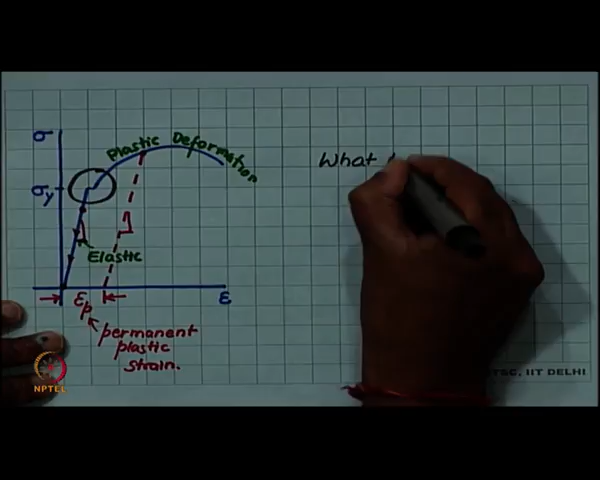 σ
Plastic Deformation
What
σy
Elastic
εp
ε
permanent
plastic
strain.
NPTEL
IIT DELHI